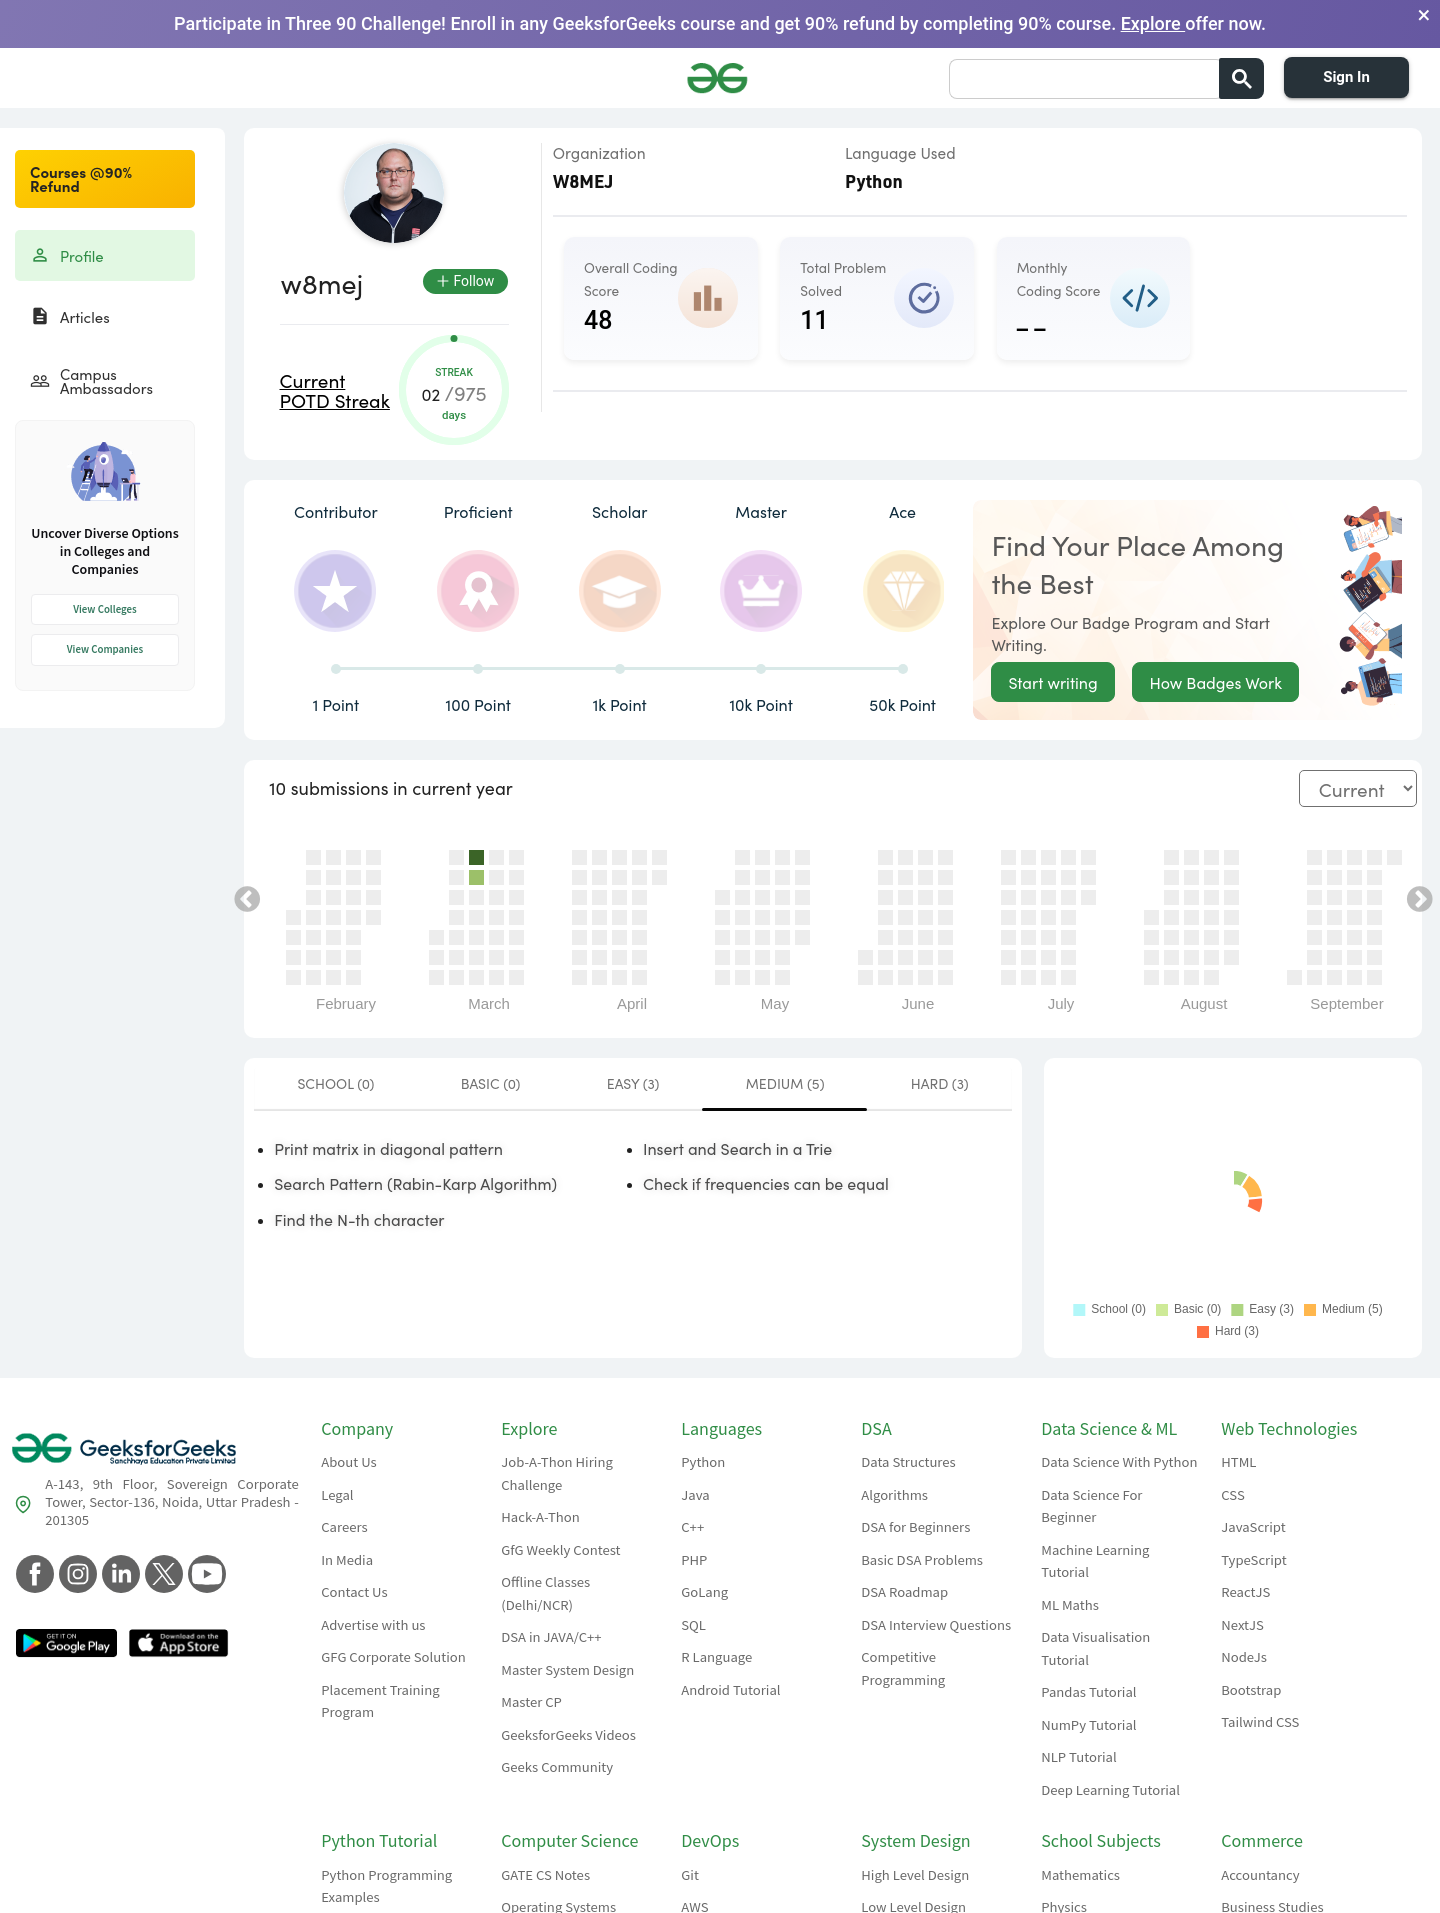 Participate in Three 90 Challenge! Enroll in any GeeksforGeeks course and get 90% refund by completing 90% course. Explore offer now.
×
Sign In
Courses @90%
Refund
Profile
Articles
Campus
Ambassadors
Uncover Diverse Options
in Colleges and
Companies
View Colleges
View Companies
w8mej
+ Follow
Current
POTD Streak
STREAK
02 /975
days
Organization
W8MEJ
Language Used
Python
Overall Coding
Score
48
Total Problem
Solved
11
Monthly
Coding Score
_ _
Contributor
Proficient
Scholar
Master
Ace
1 Point
100 Point
1k Point
10k Point
50k Point
Find Your Place Among
the Best
Explore Our Badge Program and Start
Writing.
Start writing
How Badges Work
10 submissions in current year
Current
February
March
April
May
June
July
August
September
SCHOOL (0)
BASIC (0)
EASY (3)
MEDIUM (5)
HARD (3)
• Print matrix in diagonal pattern
• Search Pattern (Rabin-Karp Algorithm)
• Find the N-th character
• Insert and Search in a Trie
• Check if frequencies can be equal
School (0)
Basic (0)
Easy (3)
Medium (5)
Hard (3)
GeeksforGeeks
Sanchhaya Education Private Limited
A-143, 9th Floor, Sovereign Corporate
Tower, Sector-136, Noida, Uttar Pradesh -
201305
GET IT ON
Google Play
Download on the
App Store
Company
About Us
Legal
Careers
In Media
Contact Us
Advertise with us
GFG Corporate Solution
Placement Training
Program
Explore
Job-A-Thon Hiring
Challenge
Hack-A-Thon
GfG Weekly Contest
Offline Classes
(Delhi/NCR)
DSA in JAVA/C++
Master System Design
Master CP
GeeksforGeeks Videos
Geeks Community
Languages
Python
Java
C++
PHP
GoLang
SQL
R Language
Android Tutorial
DSA
Data Structures
Algorithms
DSA for Beginners
Basic DSA Problems
DSA Roadmap
DSA Interview Questions
Competitive
Programming
Data Science & ML
Data Science With Python
Data Science For
Beginner
Machine Learning
Tutorial
ML Maths
Data Visualisation
Tutorial
Pandas Tutorial
NumPy Tutorial
NLP Tutorial
Deep Learning Tutorial
Web Technologies
HTML
CSS
JavaScript
TypeScript
ReactJS
NextJS
NodeJs
Bootstrap
Tailwind CSS
Python Tutorial
Python Programming
Examples
Computer Science
GATE CS Notes
Operating Systems
DevOps
Git
AWS
System Design
High Level Design
Low Level Design
School Subjects
Mathematics
Physics
Commerce
Accountancy
Business Studies